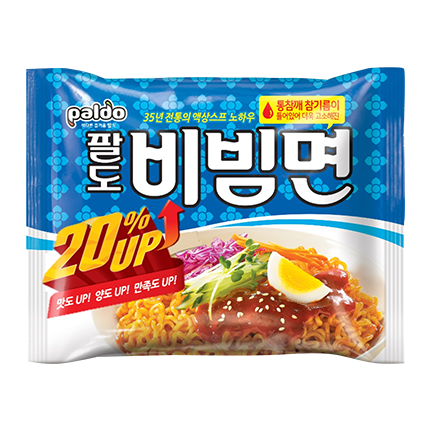 paldo
35년 전통의 액상스프 노하우
통참깨 참기름이
들어있어 더욱 고소해진
팔도
비빔면
20% UP
맛도 UP! 양도 UP! 만족도 UP!